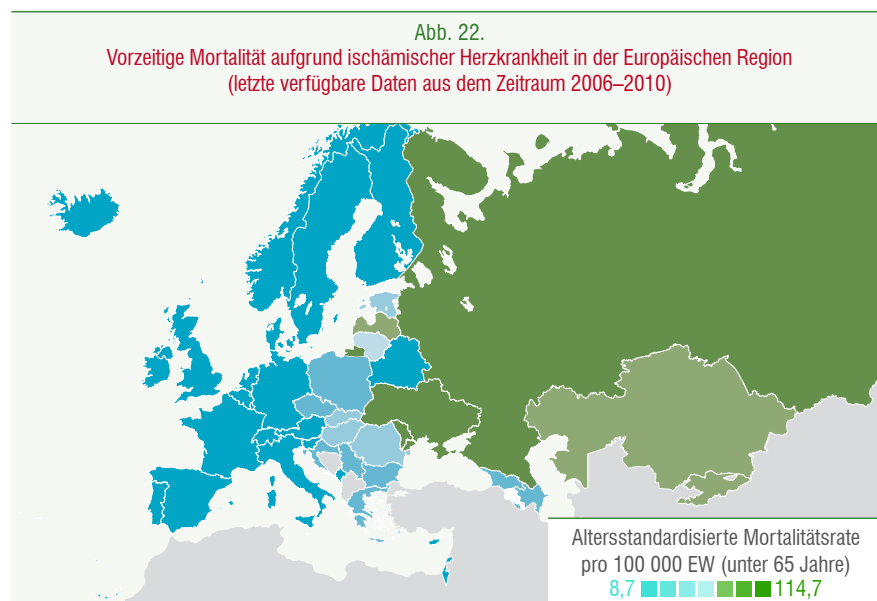 Abb. 22.
Vorzeitige Mortalität aufgrund ischämischer Herzkrankheit in der Europäischen Region
(letzte verfügbare Daten aus dem Zeitraum 2006–2010)
Altersstandardisierte Mortalitätsrate
pro 100 000 EW (unter 65 Jahre)
8,7 114,7